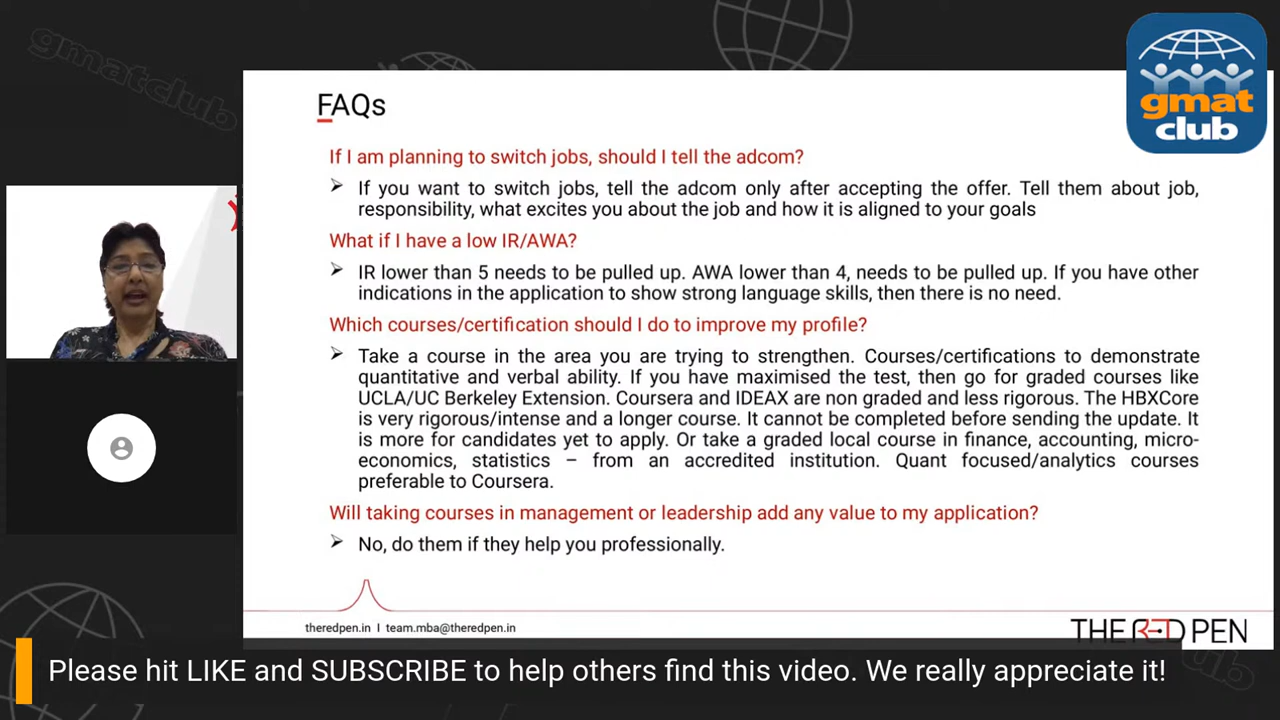 gmatclub
gmat
club
FAQs
If I am planning to switch jobs, should I tell the adcom?
If you want to switch jobs, tell the adcom only after accepting the offer. Tell them about job,
responsibility, what excites you about the job and how it is aligned to your goals
What if I have a low IR/AWA?
IR lower than 5 needs to be pulled up. AWA lower than 4, needs to be pulled up. If you have other
indications in the application to show strong language skills, then there is no need.
Which courses/certification should I do to improve my profile?
Take a course in the area you are trying to strengthen. Courses/certifications to demonstrate
quantitative and verbal ability. If you have maximised the test, then go for graded courses like
UCLA/UC Berkeley Extension. Coursera and IDEAX are non graded and less rigorous. The HBXCore
is very rigorous/intense and a longer course. It cannot be completed before sending the update. It
is more for candidates yet to apply. Or take a graded local course in finance, accounting, micro-
economics, statistics – from an accredited institution. Quant focused/analytics courses
preferable to Coursera.
Will taking courses in management or leadership add any value to my application?
No, do them if they help you professionally.
theredpen.in I team.mba@theredpen.in
THE RED PEN
Please hit LIKE and SUBSCRIBE to help others find this video. We really appreciate it!